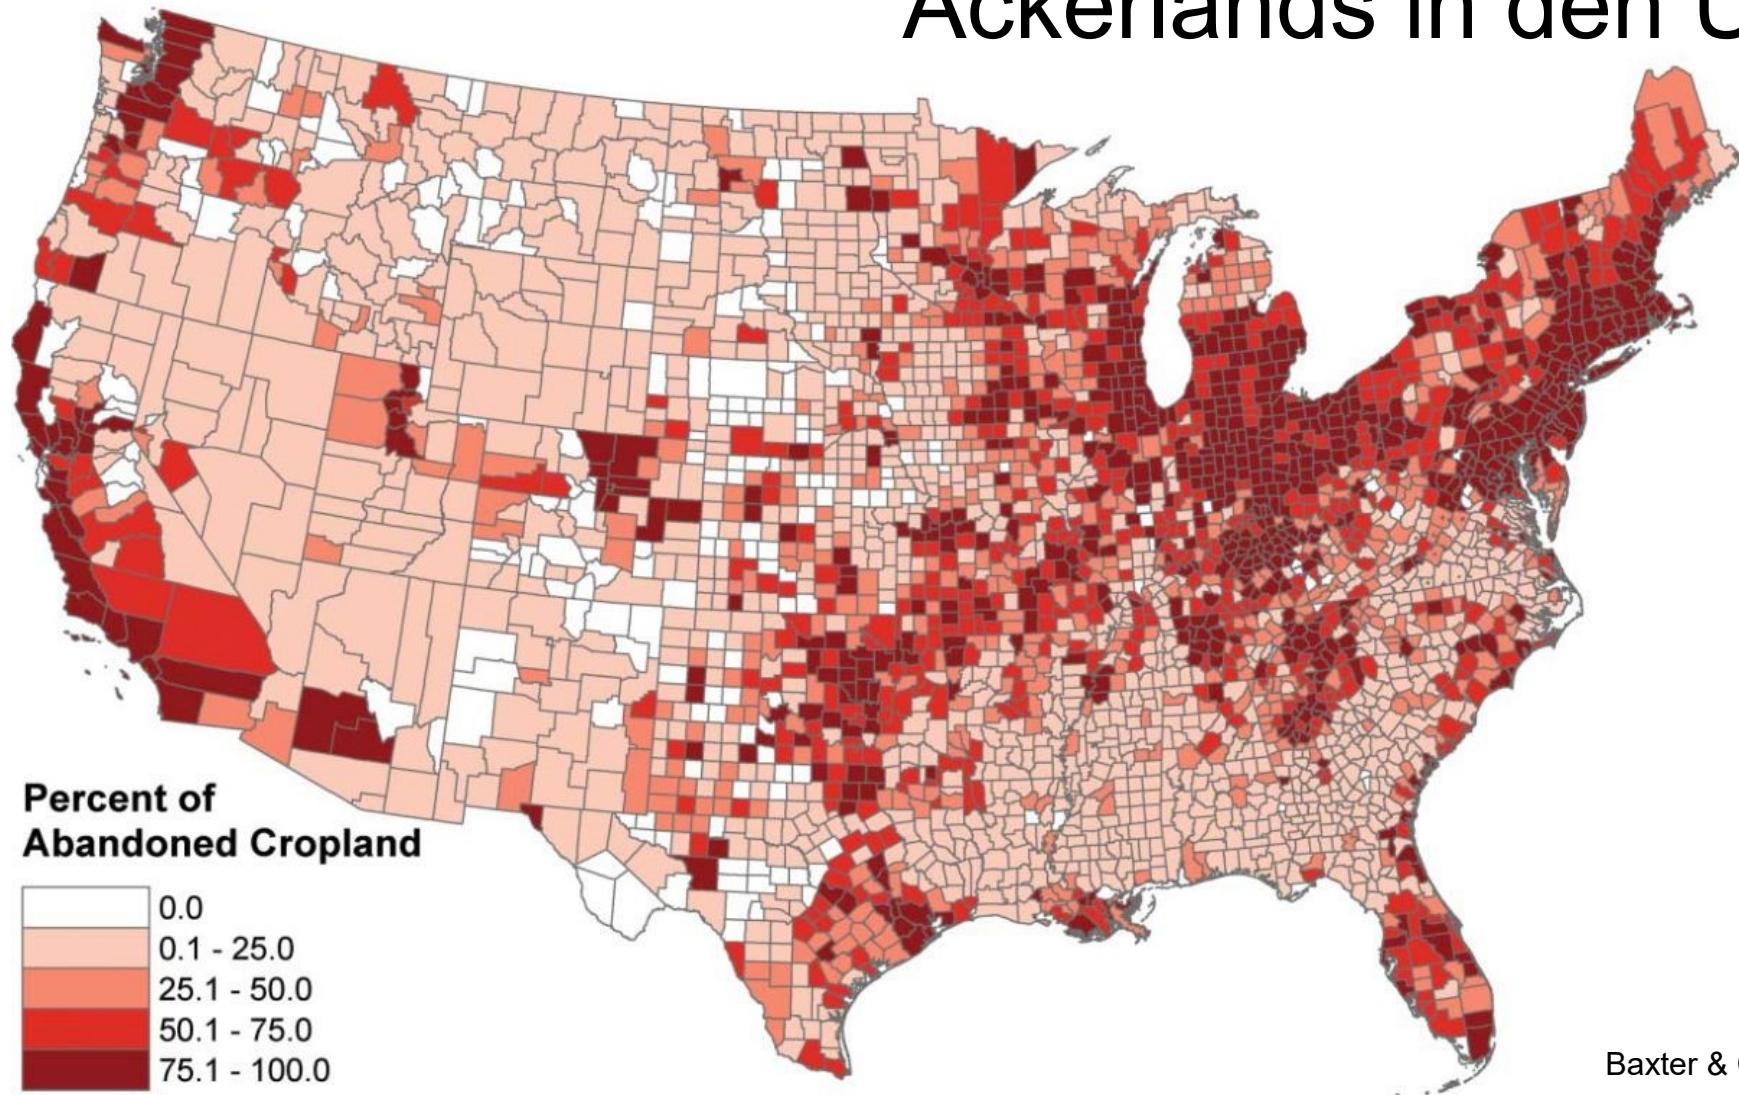 Ackerlands in den U
Percent of
Abandoned Cropland
0.0
0.1 - 25.0
25.1 - 50.0
50.1 - 75.0
75.1 - 100.0
Baxter &